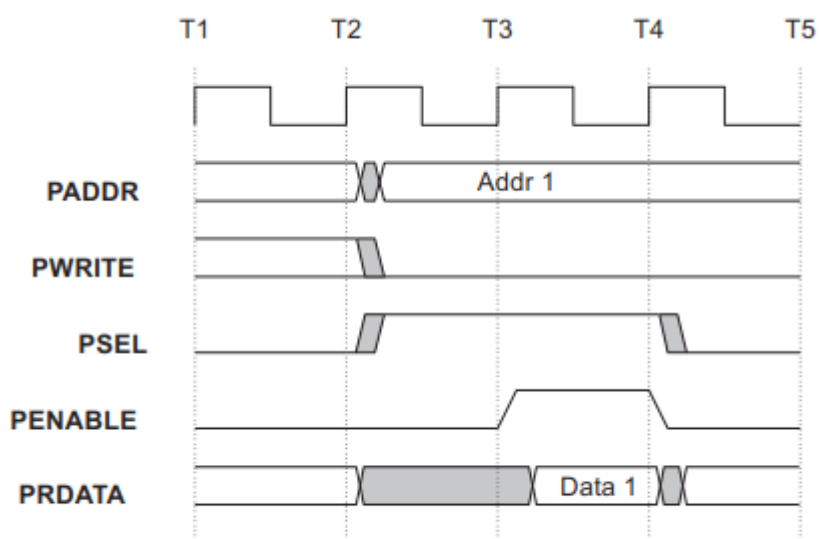 T1 T2 T3 T4 T5
PADDR Addr 1
PWRITE
PSEL
PENABLE
PRDATA Data 1